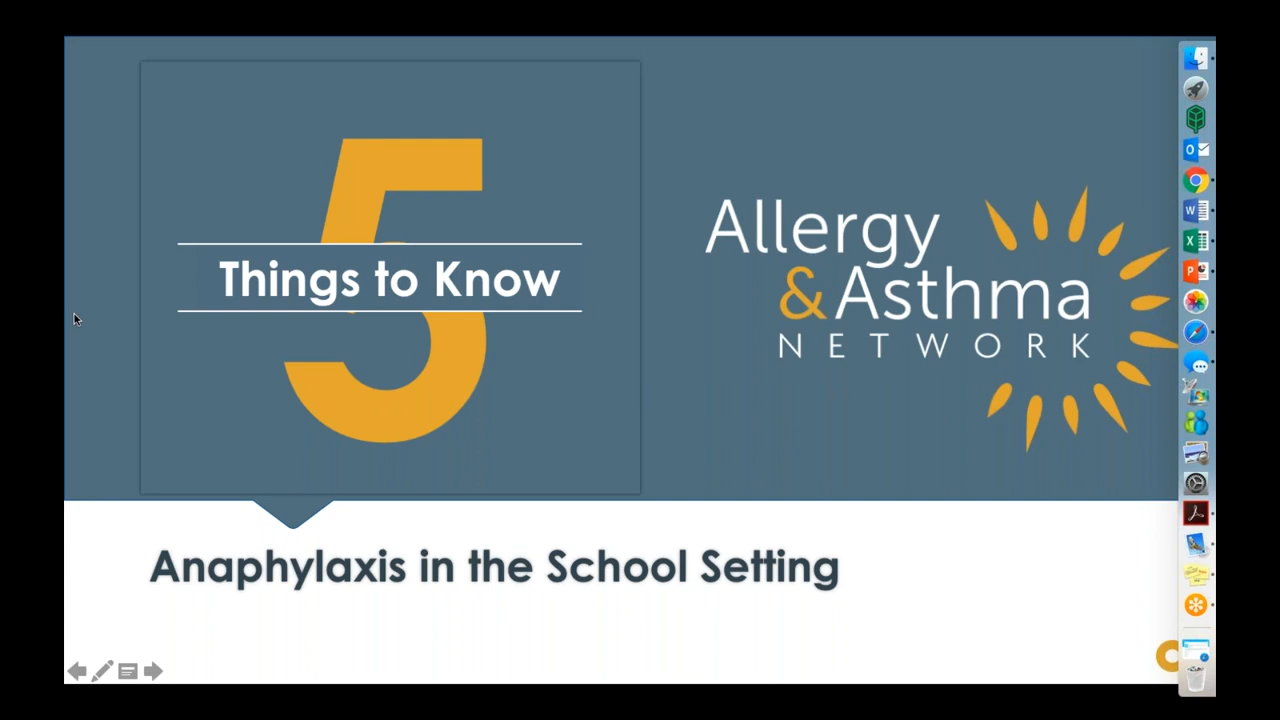 5
Things to Know
Allergy
& Asthma
NETWORK
Anaphylaxis in the School Setting